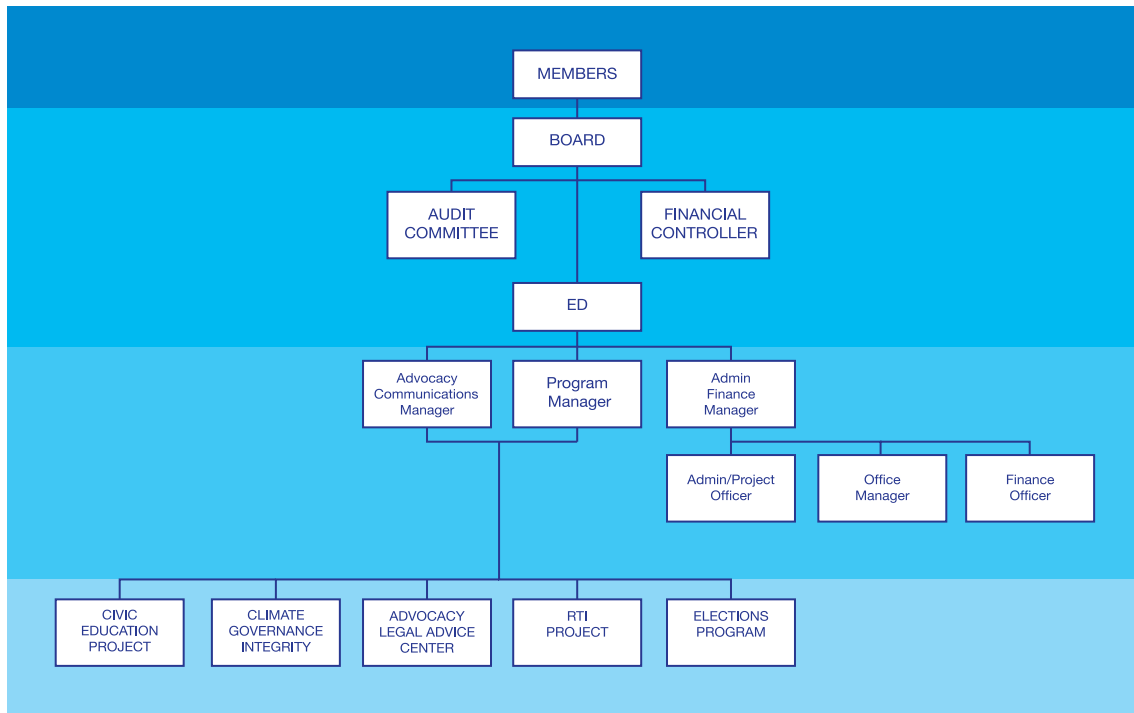 MEMBERS
BOARD
AUDIT
COMMITTEE
FINANCIAL
CONTROLLER
ED
Advocacy
Communications
Manager
Program
Manager
Admin
Finance
Manager
Admin/Project
Officer
Office
Manager
Finance
Officer
CIVIC
EDUCATION
PROJECT
CLIMATE
GOVERNANCE
INTEGRITY
ADVOCACY
LEGAL ADVICE
CENTER
RTI
PROJECT
ELECTIONS
PROGRAM